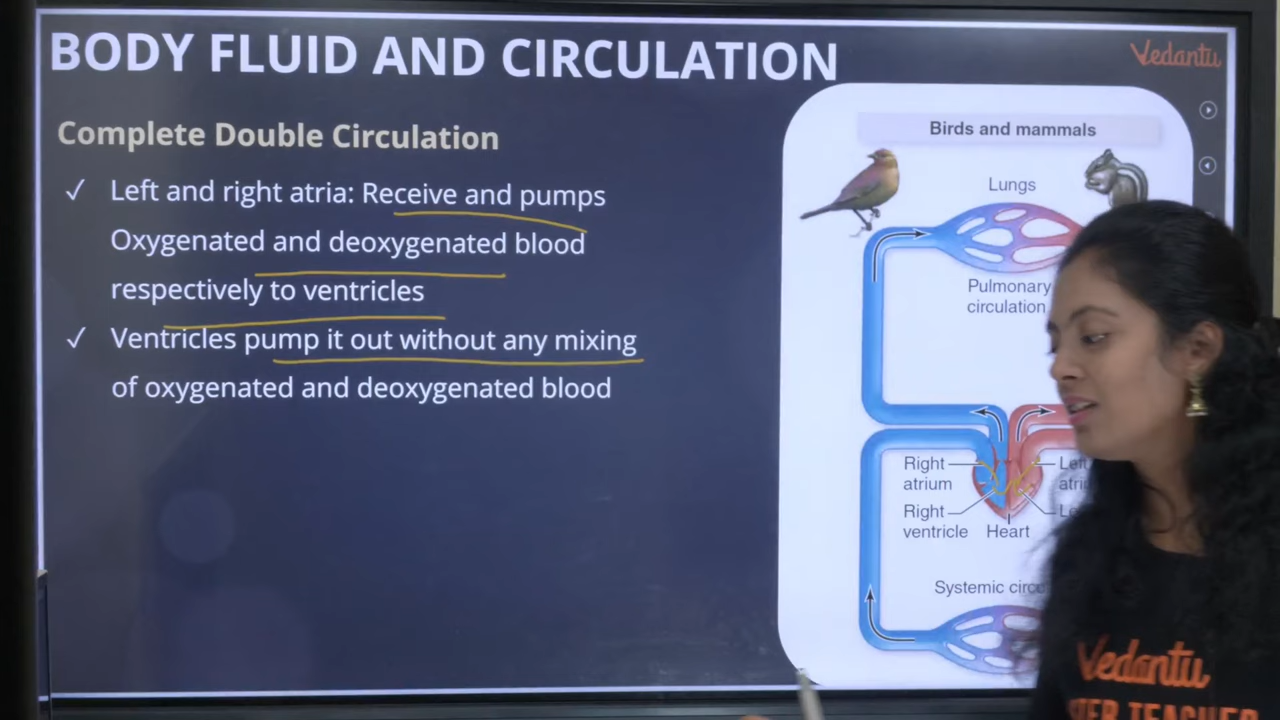 BODY FLUID AND CIRCULATION
Vedantu
Complete Double Circulation
✓ Left and right atria: Receive and pumps
Oxygenated and deoxygenated blood
respectively to ventricles
✓ Ventricles pump it out without any mixing
of oxygenated and deoxygenated blood
Birds and mammals
Lungs
Pulmonary
circulation
Right
atrium
Right
ventricle
Heart
Systemic
Vedantu
TEACHER